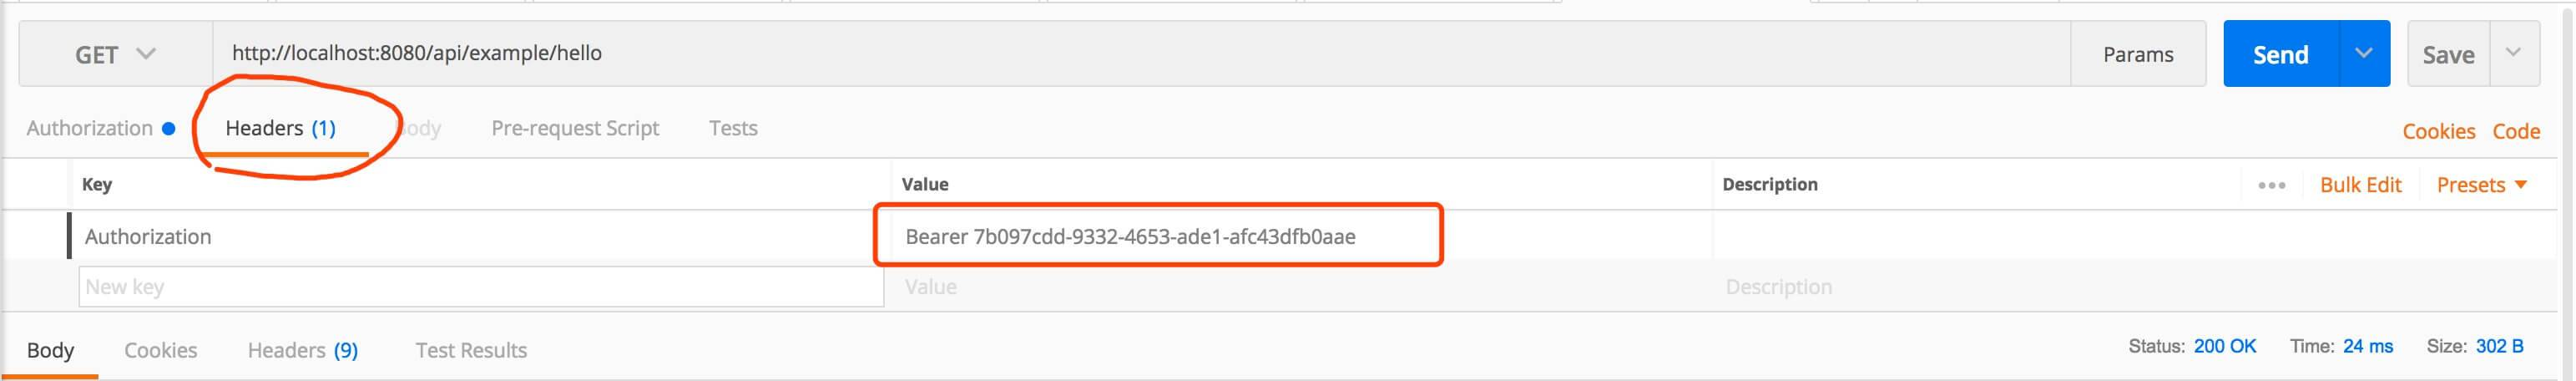 GET http://localhost:8080/api/example/hello Params Send Save
Authorization Headers (1) Body Pre-request Script Tests Cookies Code
Key Value Description Bulk Edit Presets
Authorization Bearer 7b097cdd-9332-4653-ade1-afc43dfb0aae
New key Value Description
Body Cookies Headers (9) Test Results Status: 200 OK Time: 24 ms Size: 302 B